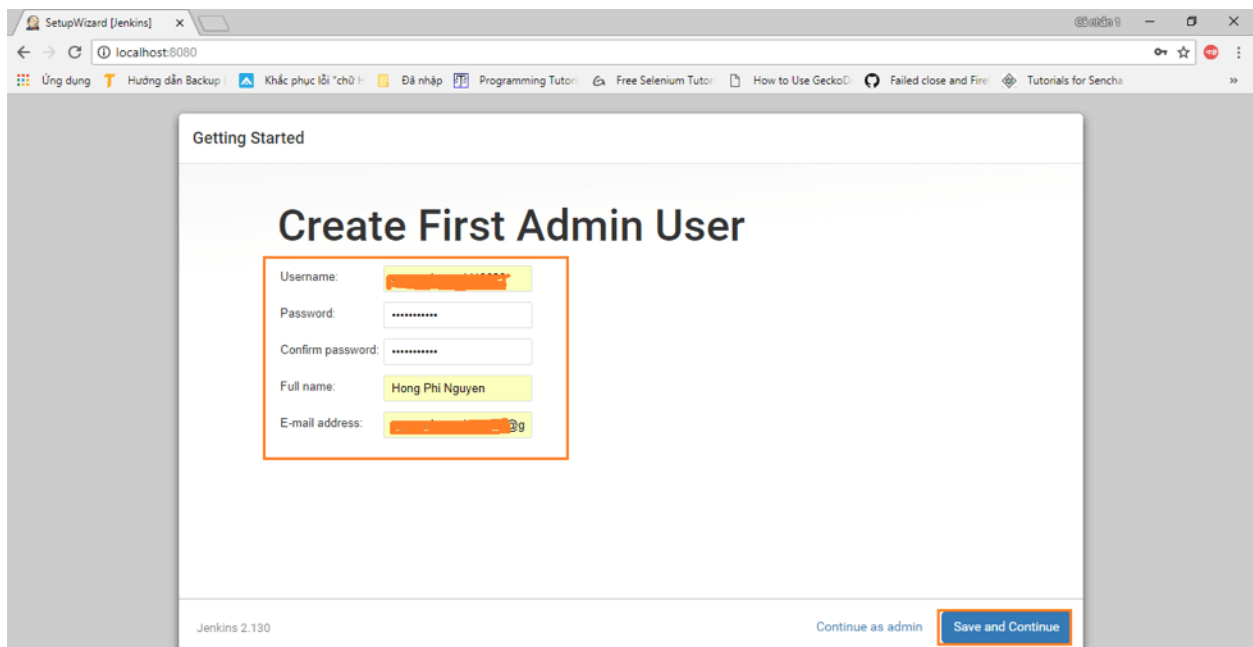 SetupWizard [Jenkins]
localhost:8080
Ứng dụng Hướng dẫn Backup Khắc phục lỗi "chữ H Đã nhập Programming Tutori Free Selenium Tutor How to Use GeckoD Failed close and Fire Tutorials for Sencha »
Getting Started
Create First Admin User
Username:
Password: •••••••••••
Confirm password: •••••••••••
Full name: Hong Phi Nguyen
E-mail address: @g
Jenkins 2.130 Continue as admin Save and Continue